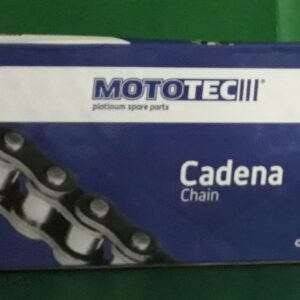 MOTOTEC®
platinum spare parts
Cadena
Chain